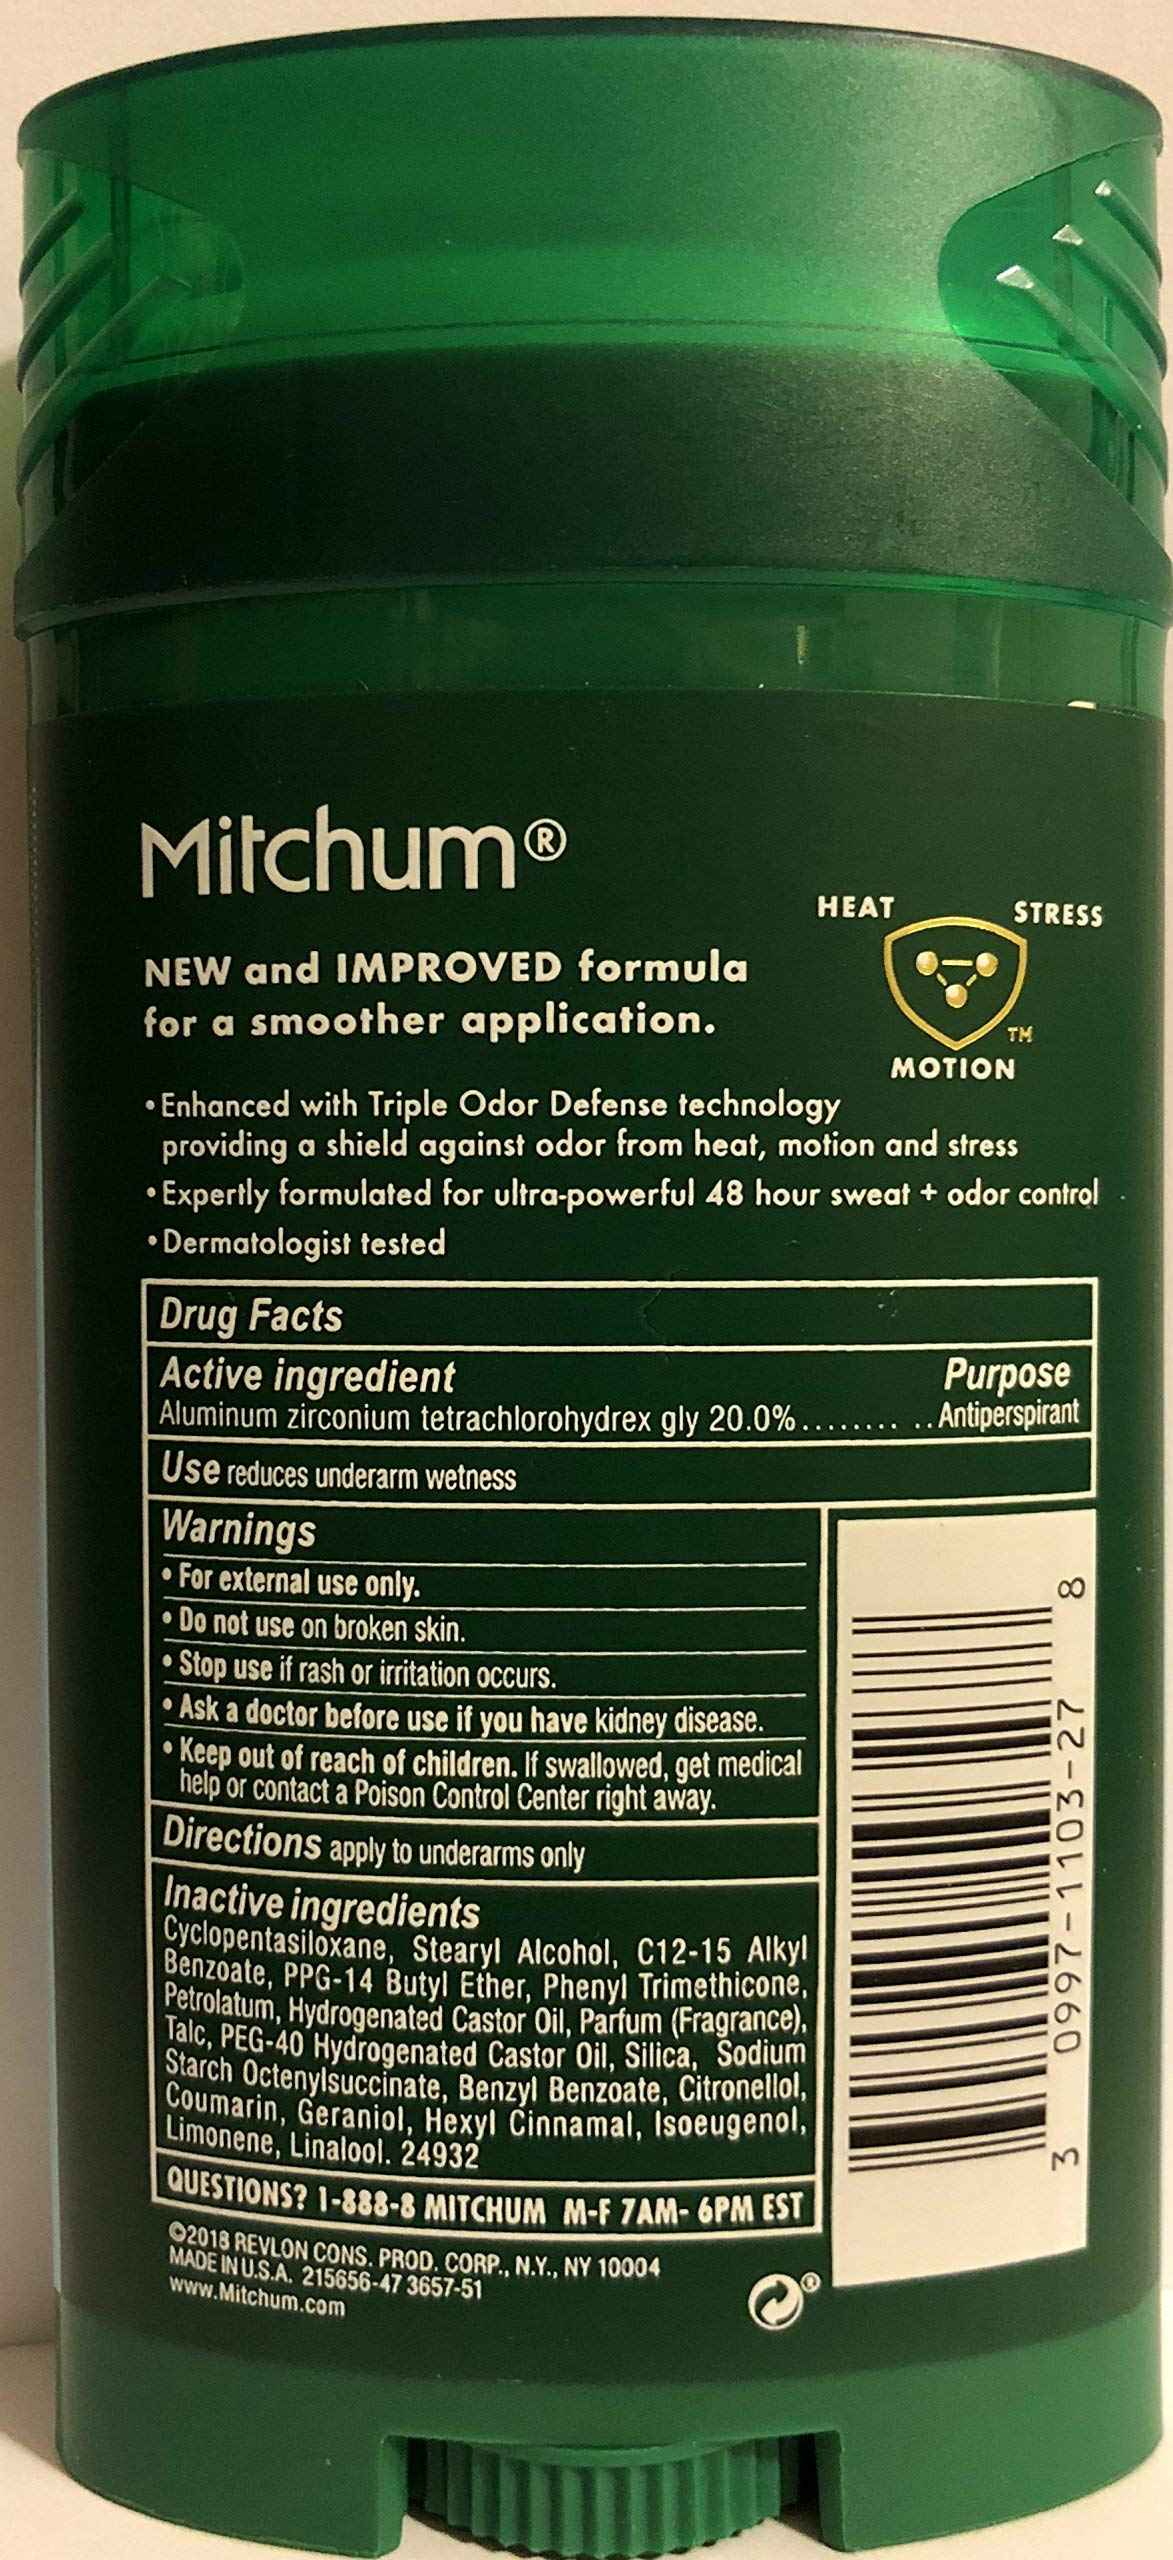 Mitchum®
HEAT
STRESS
TM
MOTION
NEW and IMPROVED formula
for a smoother application.
• Enhanced with Triple Odor Defense technology
providing a shield against odor from heat, motion and stress
• Expertly formulated for ultra-powerful 48 hour sweat + odor control
• Dermatologist tested
Drug Facts
Active ingredient Purpose
Aluminum zirconium tetrachlorohydrex gly 20.0%.......... Antiperspirant
Use reduces underarm wetness
Warnings
• For external use only.
• Do not use on broken skin.
• Stop use if rash or irritation occurs.
• Ask a doctor before use if you have kidney disease.
• Keep out of reach of children. If swallowed, get medical
help or contact a Poison Control Center right away.
Directions apply to underarms only
Inactive ingredients
Cyclopentasiloxane, Stearyl Alcohol, C12-15 Alkyl
Benzoate, PPG-14 Butyl Ether, Phenyl Trimethicone,
Petrolatum, Hydrogenated Castor Oil, Parfum (Fragrance),
Talc, PEG-40 Hydrogenated Castor Oil, Silica, Sodium
Starch Octenylsuccinate, Benzyl Benzoate, Citronellol,
Coumarin, Geraniol, Hexyl Cinnamal, Isoeugenol,
Limonene, Linalool. 24932
QUESTIONS? 1-888-8 MITCHUM M-F 7AM- 6PM EST
©2018 REVLON CONS. PROD. CORP., N.Y., NY 10004
MADE IN U.S.A. 215656-47 3657-51
www.Mitchum.com
®
3 0997-1103-27 8